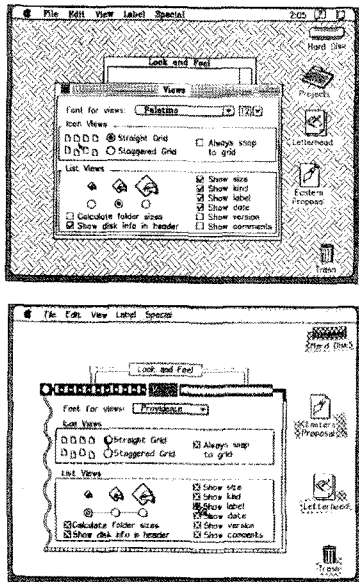 File Edit View Label Special 2:05
Hard Disk
Look and Feel
Views
Projects
Font for views: Palatino 12
Icon Views
Straight Grid
Always snap
to grid
Staggered Grid
Letterhead
List Views
Show size
Show kind
Show label
Show date
Eastern
Proposal
Calculate folder sizes
Show version
Show disk info in header
Show comments
Trash
File Edit View Label Special
Hard Disk
Look and Feel
Font for views: Providence
Icon Views
Straight Grid
Always snap
to grid
Staggered Grid
Eastern
Proposal
List Views
Show size
Show kind
Show label
Show date
Letterhead
Calculate folder sizes
Show version
Show disk info in header
Show comments
Trash